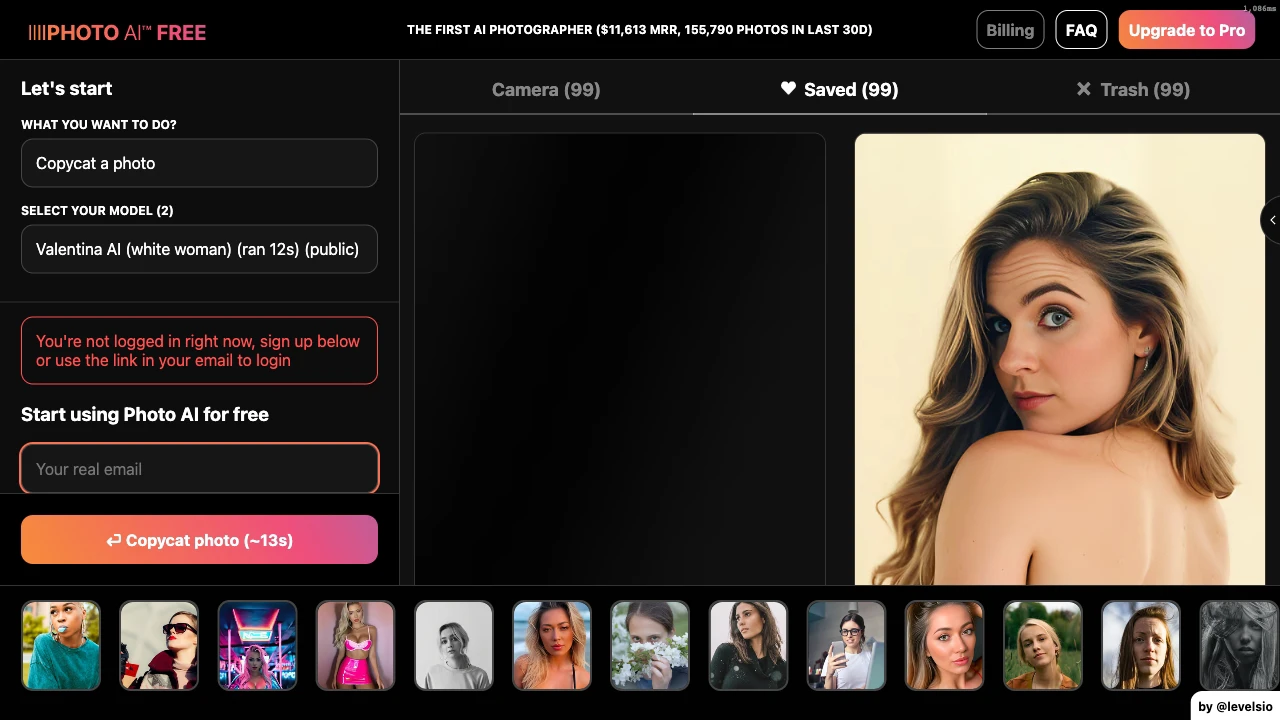 PHOTO AI™ FREE
THE FIRST AI PHOTOGRAPHER ($11,613 MRR, 155,790 PHOTOS IN LAST 30D)
Billing
FAQ
Upgrade to Pro
1,086ms
Let's start
WHAT YOU WANT TO DO?
Copycat a photo
SELECT YOUR MODEL (2)
Valentina AI (white woman) (ran 12s) (public)
You're not logged in right now, sign up below
or use the link in your email to login
Start using Photo AI for free
Your real email
⏎ Copycat photo (~13s)
Camera (99)
♥ Saved (99)
✕ Trash (99)
by @levelsio